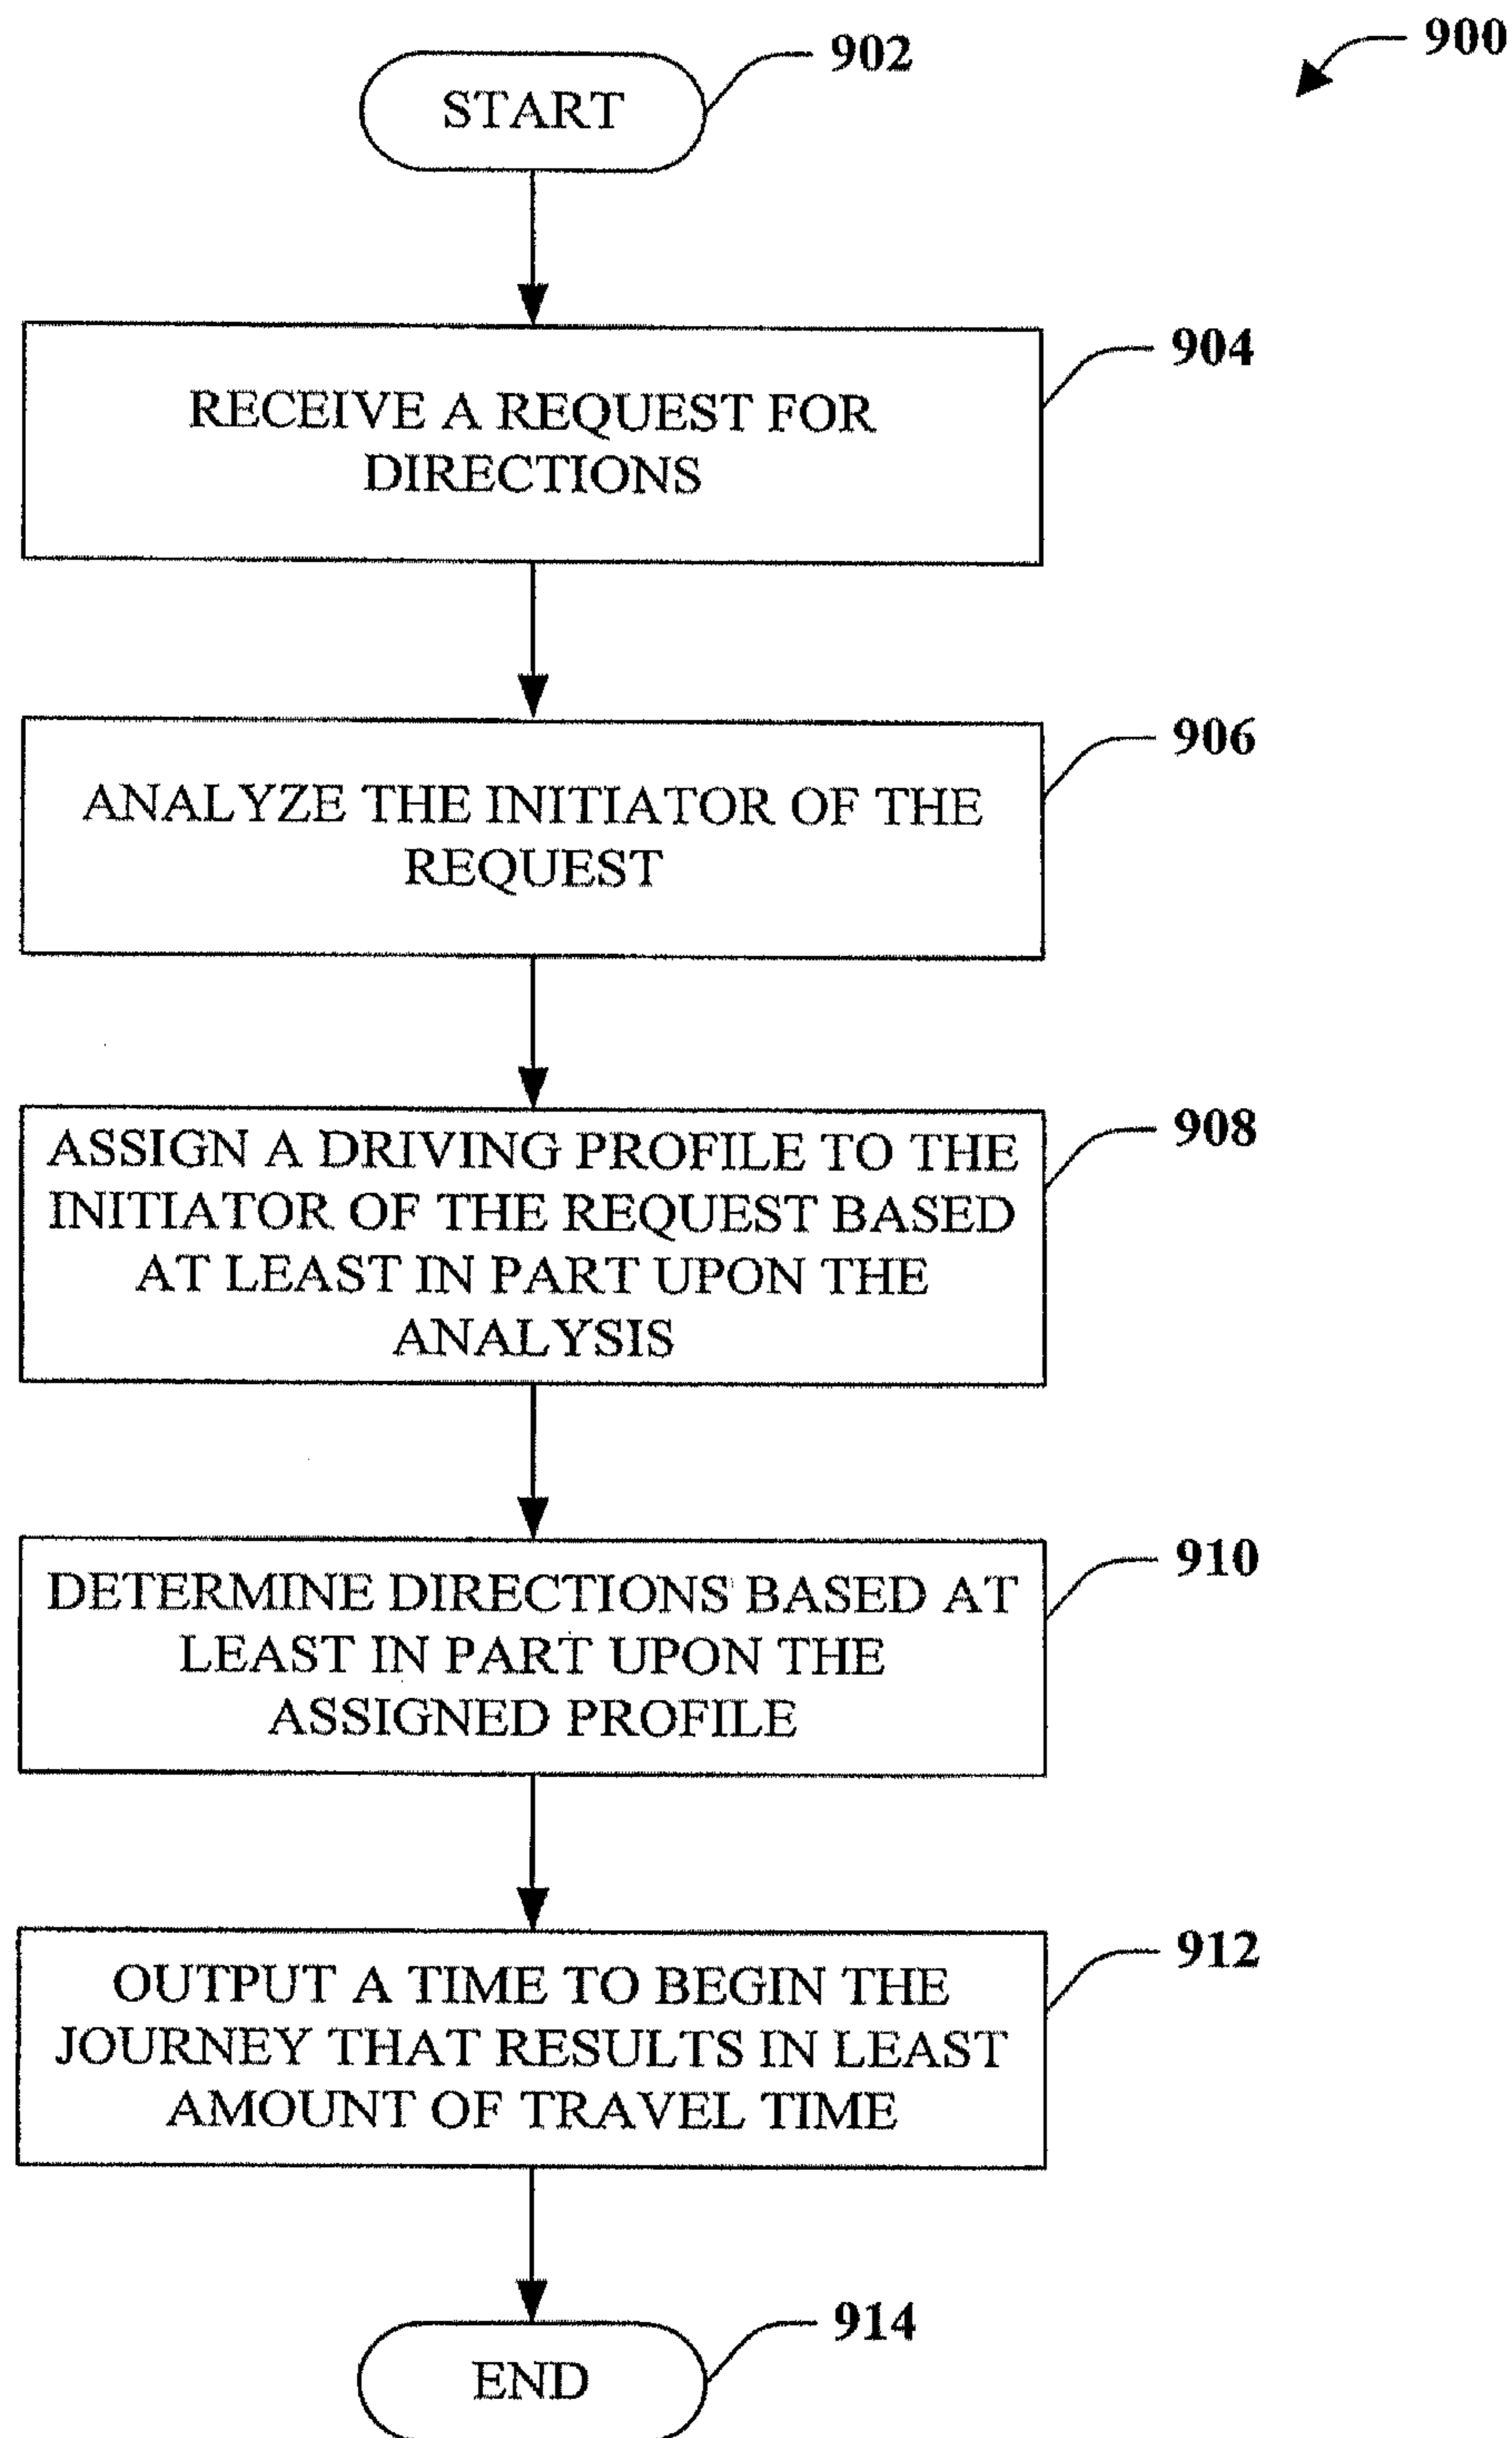 900
902
START
904
RECEIVE A REQUEST FOR
DIRECTIONS
906
ANALYZE THE INITIATOR OF THE
REQUEST
908
ASSIGN A DRIVING PROFILE TO THE
INITIATOR OF THE REQUEST BASED
AT LEAST IN PART UPON THE
ANALYSIS
910
DETERMINE DIRECTIONS BASED AT
LEAST IN PART UPON THE
ASSIGNED PROFILE
912
OUTPUT A TIME TO BEGIN THE
JOURNEY THAT RESULTS IN LEAST
AMOUNT OF TRAVEL TIME
914
END